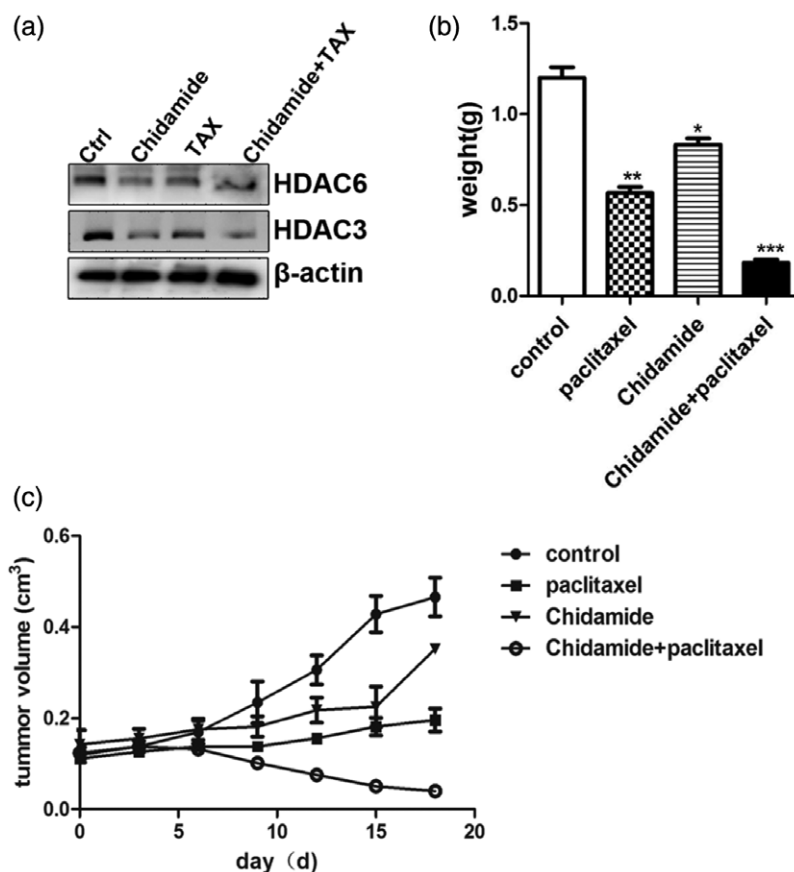 (a)
Ctrl
Chidamide
TAX
Chidamide+TAX
HDAC6
HDAC3
β-actin
(b)
weight(g)
1.5
1.0
0.5
0.0
*
**
***
control
paclitaxel
Chidamide
Chidamide+paclitaxel
(c)
tummor volume (cm³)
0.6
0.4
0.2
0.0
0
5
10
15
20
day（d）
control
paclitaxel
Chidamide
Chidamide+paclitaxel